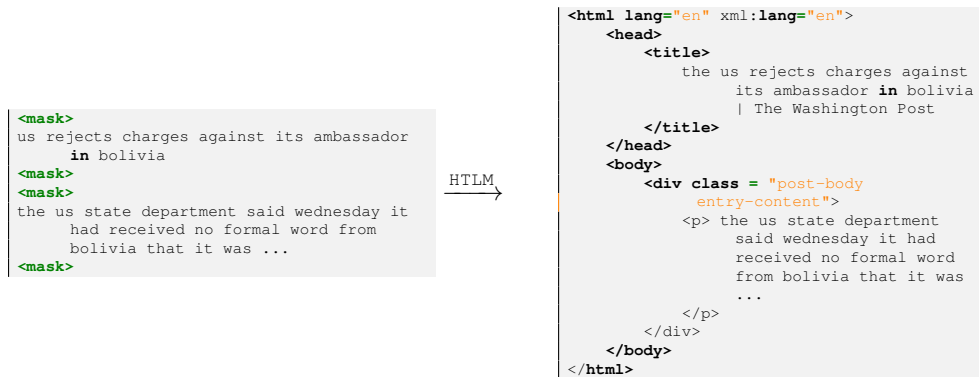 <mask>
us rejects charges against its ambassador
in bolivia
<mask>
<mask>
the us state department said wednesday it
had received no formal word from
bolivia that it was ...
<mask>
HTLM
<html lang="en" xml:lang="en">
<head>
<title>
the us rejects charges against
its ambassador in bolivia
| The Washington Post
</title>
</head>
<body>
<div class = "post-body
entry-content">
<p> the us state department
said wednesday it had
received no formal word
from bolivia that it was
...
</p>
</div>
</body>
</html>